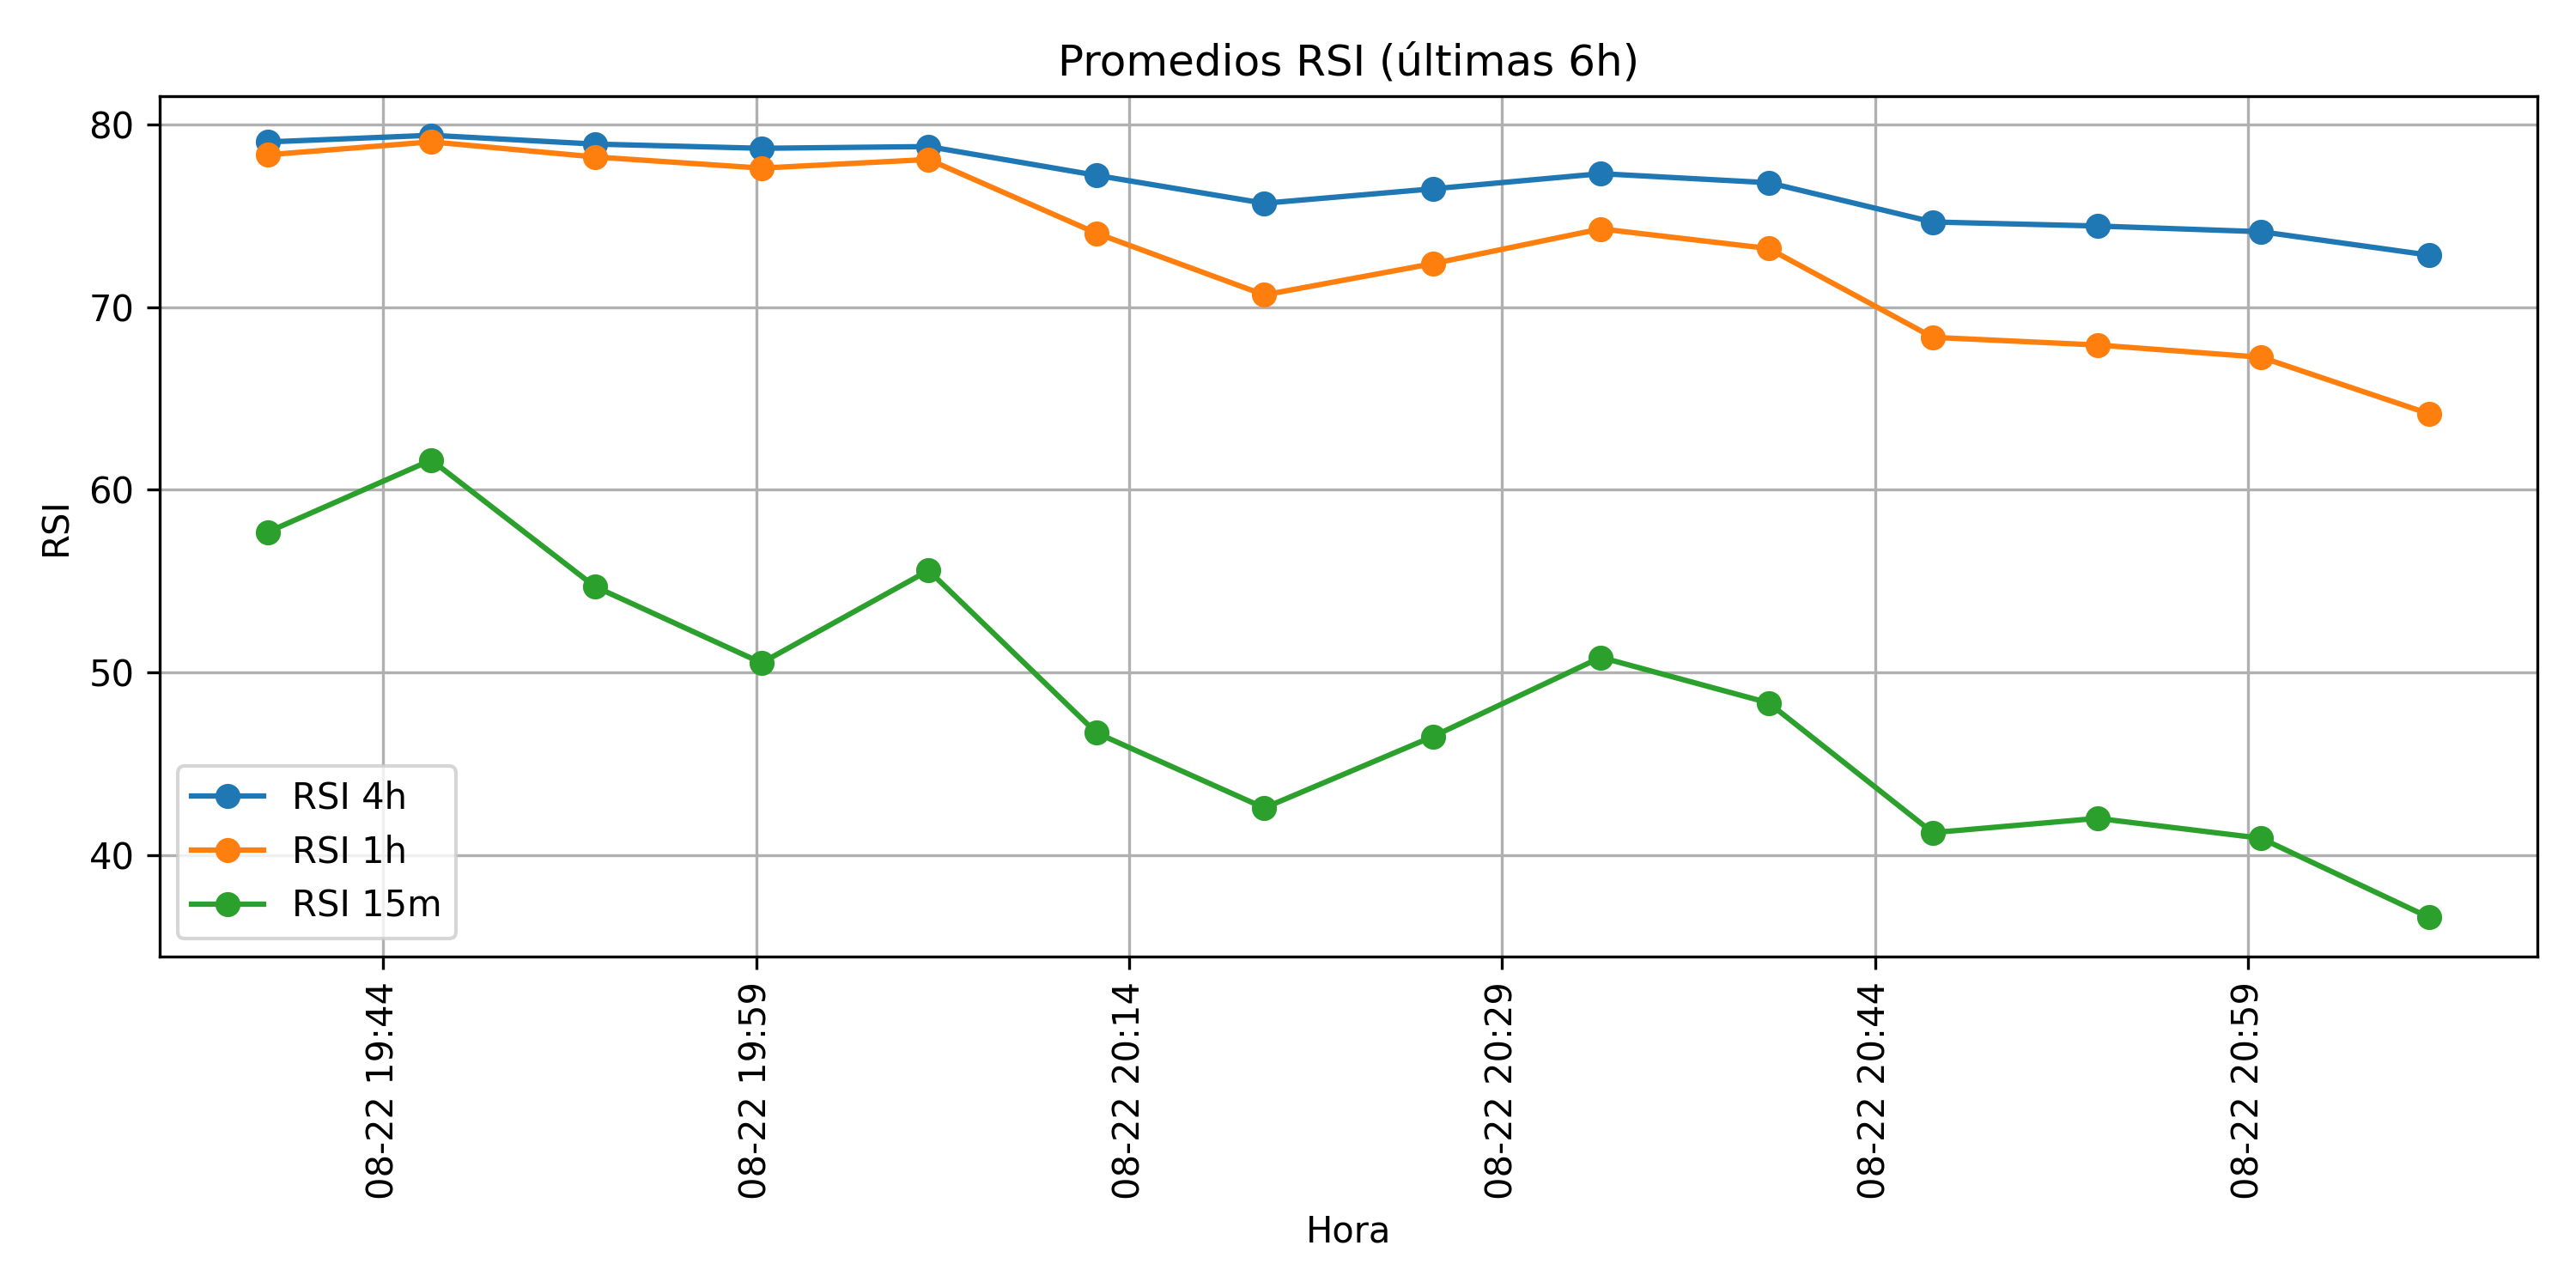 Promedios RSI (últimas 6h)
80
70
60
50
40
RSI
RSI 4h
RSI 1h
RSI 15m
08-22 19:44
08-22 19:59
08-22 20:14
08-22 20:29
08-22 20:44
08-22 20:59
Hora